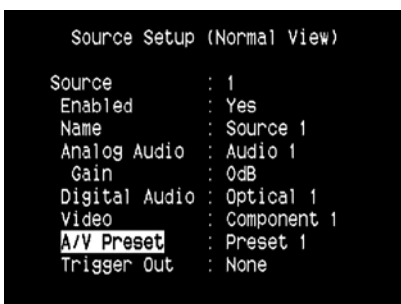 Source Setup (Normal View)
Source : 1
Enabled : Yes
Name : Source 1
Analog Audio : Audio 1
Gain : 0dB
Digital Audio : Optical 1
Video : Component 1
A/V Preset : Preset 1
Trigger Out : None